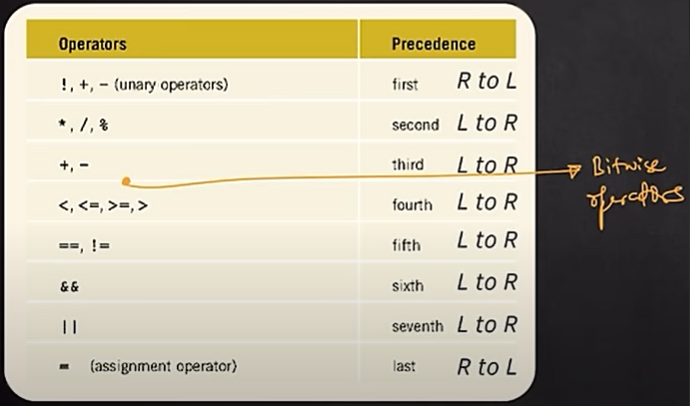 Operators Precedence
!, +, - (unary operators) first R to L
*, /, % second L to R
+, - third L to R
<, <=, >=, > fourth L to R
==, != fifth L to R
&& sixth L to R
|| seventh L to R
= (assignment operator) last R to L
Bitwise
operators